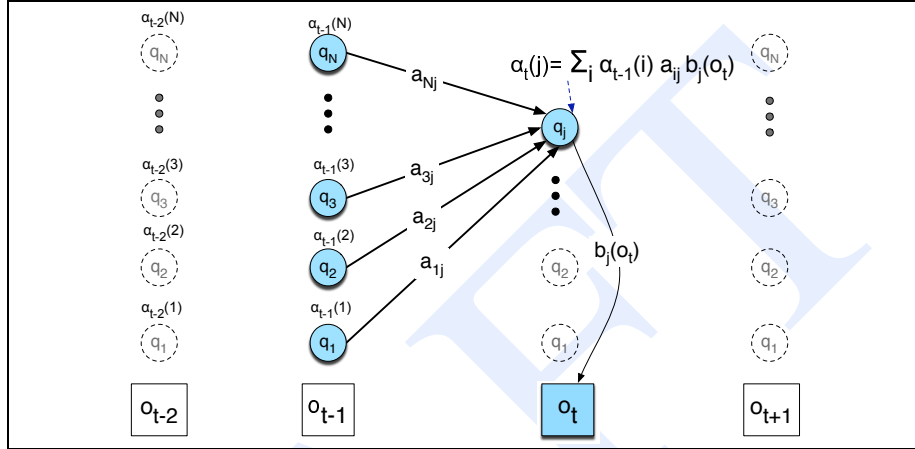 αt-2(N)
αt-1(N)
qN
qN
qN
αt(j)= Σi αt-1(i) aij bj(ot)
aNj
qj
αt-2(3)
αt-1(3)
q3
q3
a3j
q3
αt-2(2)
αt-1(2)
a2j
q2
q2
a1j
q2
bj(ot)
q2
αt-2(1)
αt-1(1)
q1
q1
q1
q1
ot-2
ot-1
ot
ot+1